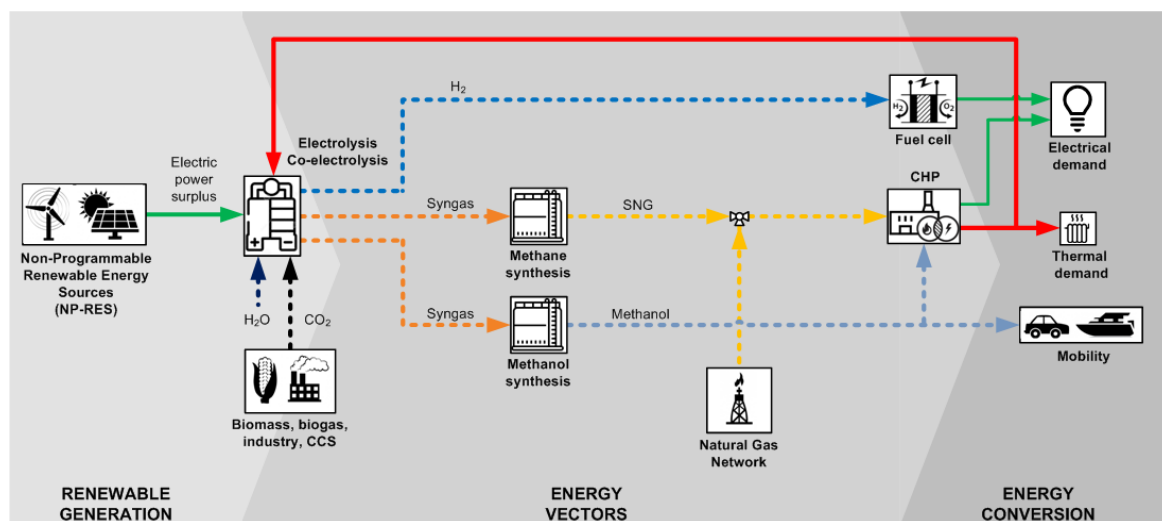 H₂
Electrolysis
Co-electrolysis
Electric
power
surplus
Non-Programmable
Renewable Energy
Sources
(NP-RES)
H₂O
CO₂
Biomass, biogas,
industry, CCS
Syngas
Methane
synthesis
SNG
Syngas
Methanol
synthesis
Methanol
Natural Gas
Network
H₂
O₂
Fuel cell
CHP
Electrical
demand
Thermal
demand
Mobility
RENEWABLE
GENERATION
ENERGY
VECTORS
ENERGY
CONVERSION